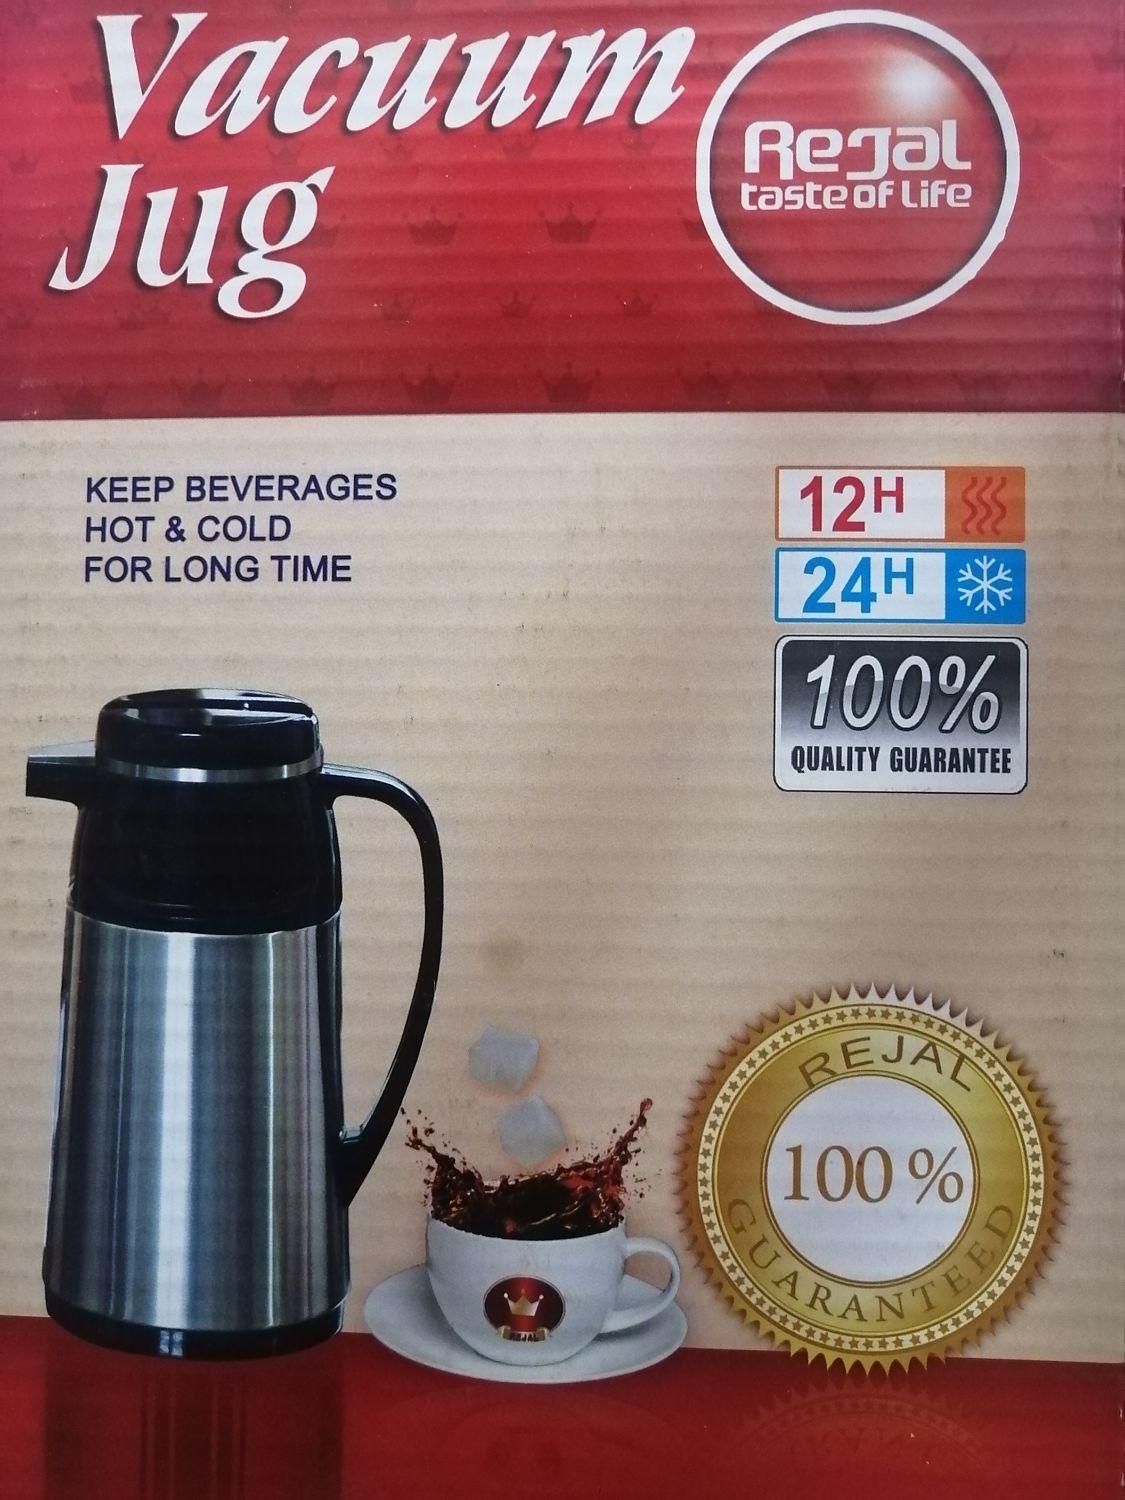 Vacuum
Jug
Regal
taste of life
KEEP BEVERAGES
HOT & COLD
FOR LONG TIME
12H
24H
100%
QUALITY GUARANTEE
REJAL
100 %
GUARANTEED
REJAL